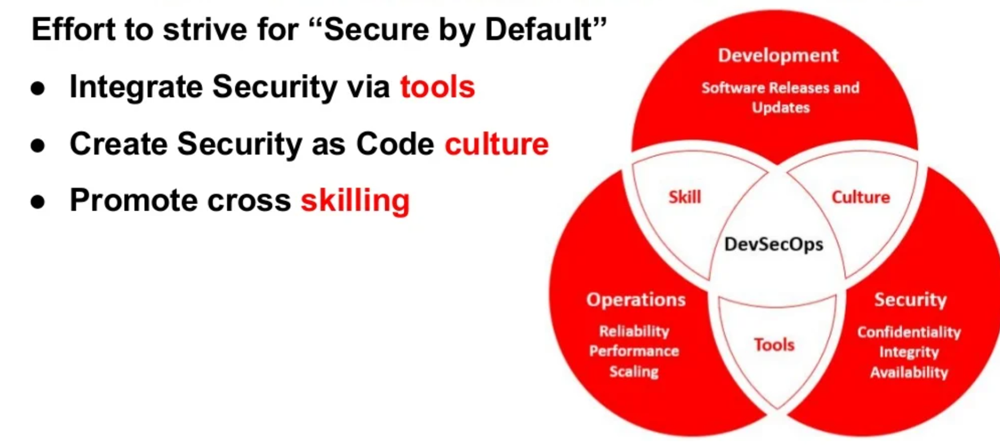 Effort to strive for “Secure by Default”
● Integrate Security via tools
● Create Security as Code culture
● Promote cross skilling
Development
Software Releases and
Updates
Skill
Culture
DevSecOps
Operations
Reliability
Performance
Scaling
Tools
Security
Confidentiality
Integrity
Availability